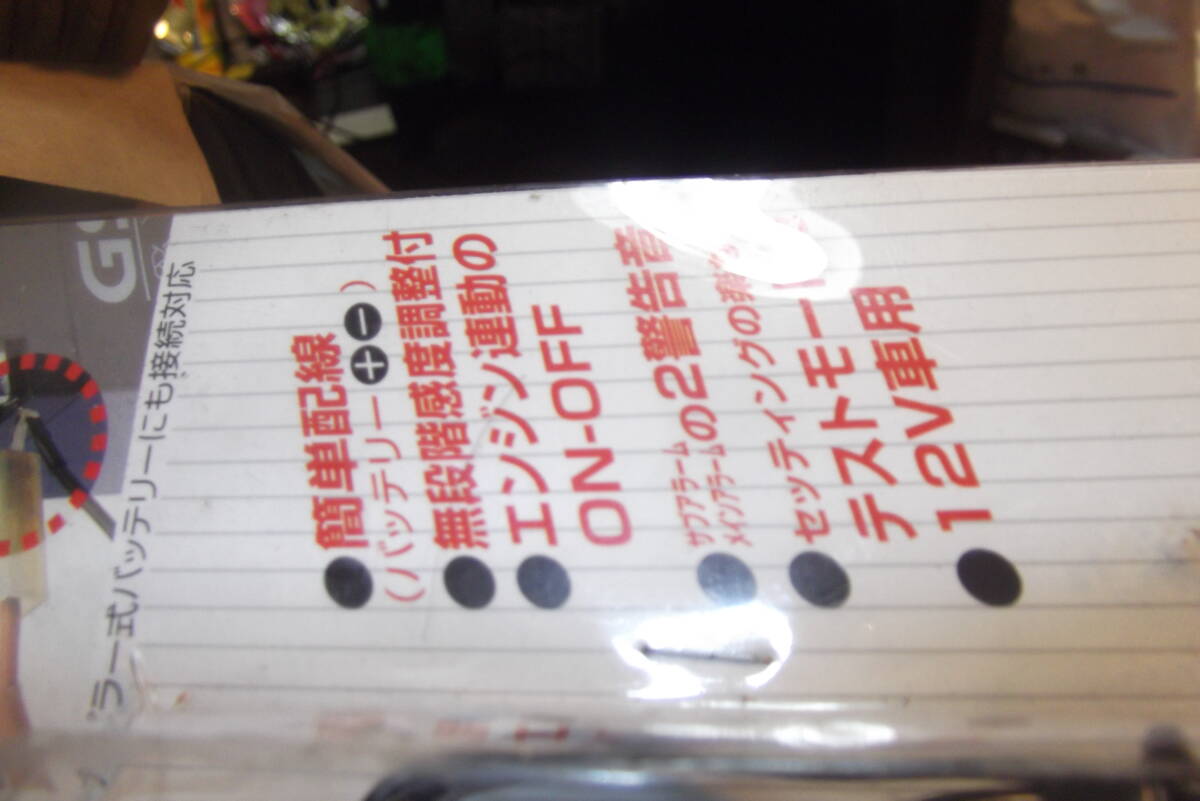 G
ラー式バッテリーにも接続対応
●簡単配線
(バッテリー⊕⊖)
●無段階感度調整付
●エンジン連動の
ON-OFF
●サブアラーム
メインアラームの2警告音
●セッティングの
テストモー
●12V車用